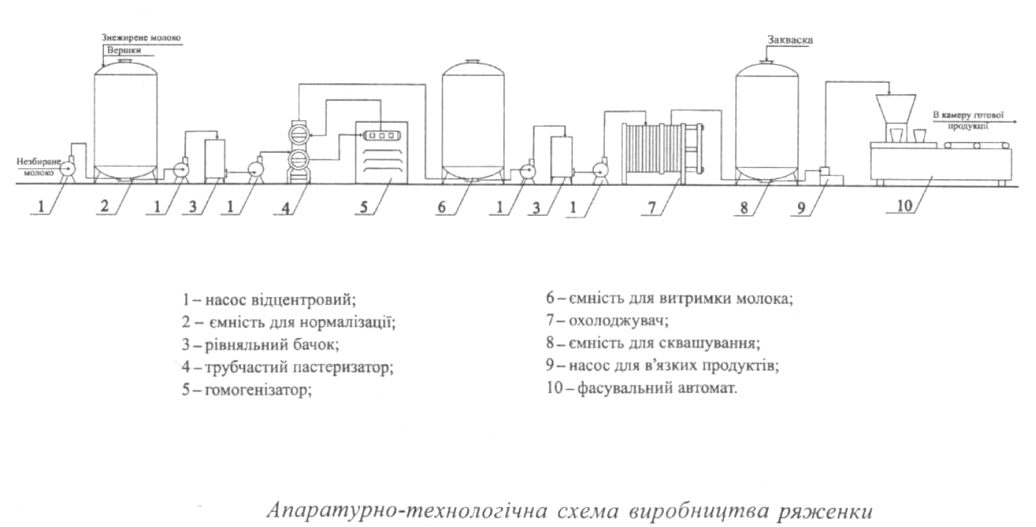 Знежирене молоко
Вершки
Закваска
В камеру готової
продукції
Незбиране
молоко
1 2 1 3 1 4 5 6 1 3 1 7 8 9 10
1 – насос відцентровий;
2 – ємність для нормалізації;
3 – рівняльний бачок;
4 – трубчастий пастеризатор;
5 – гомогенізатор;
6 – ємність для витримки молока;
7 – охолоджувач;
8 – ємність для сквашування;
9 – насос для в'язких продуктів;
10 – фасувальний автомат.
Апаратурно-технологічна схема виробництва ряженки